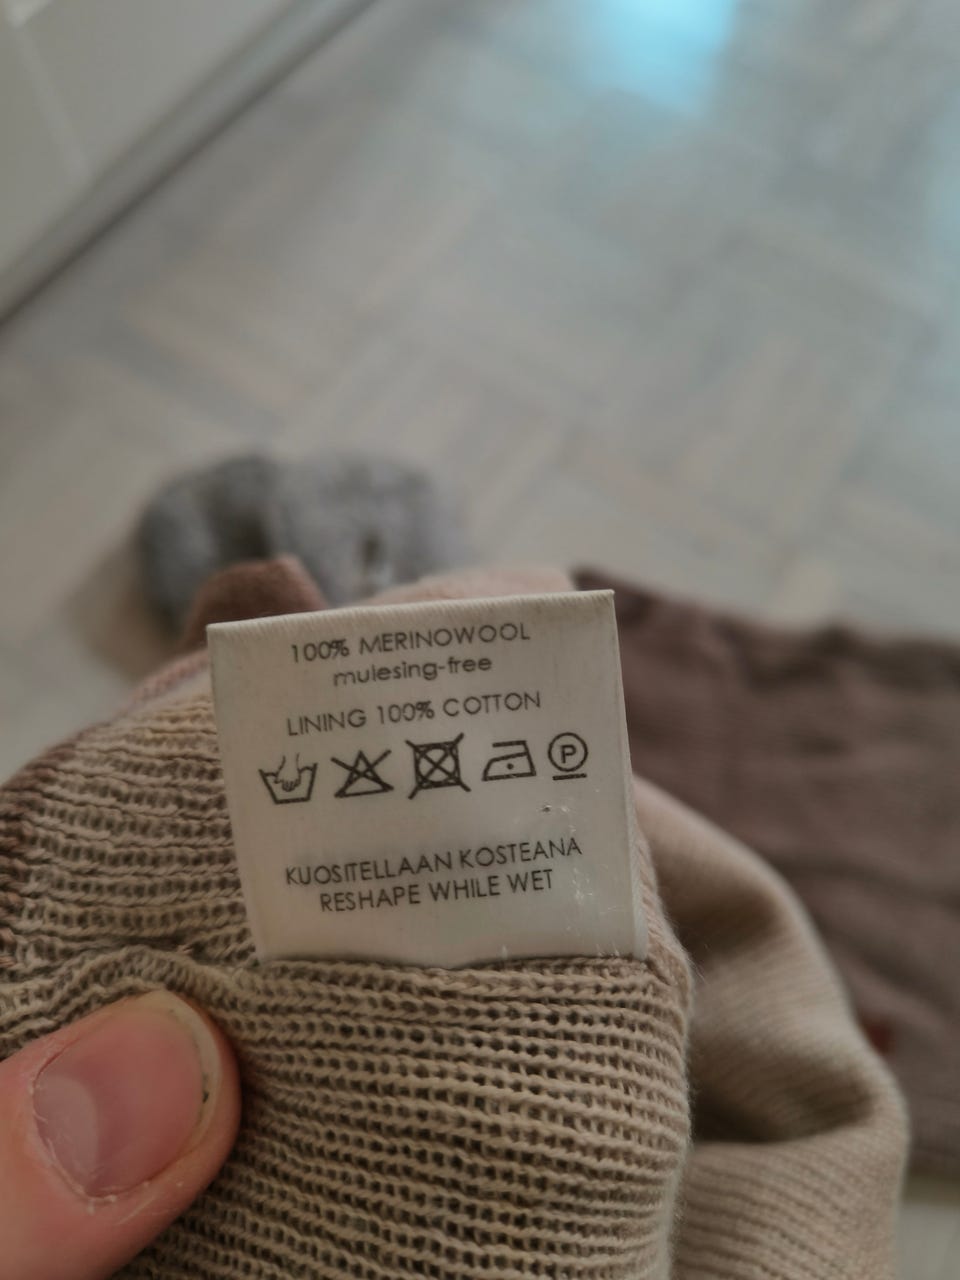 100% MERINOWOOL
mulesing-free
LINING 100% COTTON
P
KUOSITELLAAN KOSTEANA
RESHAPE WHILE WET